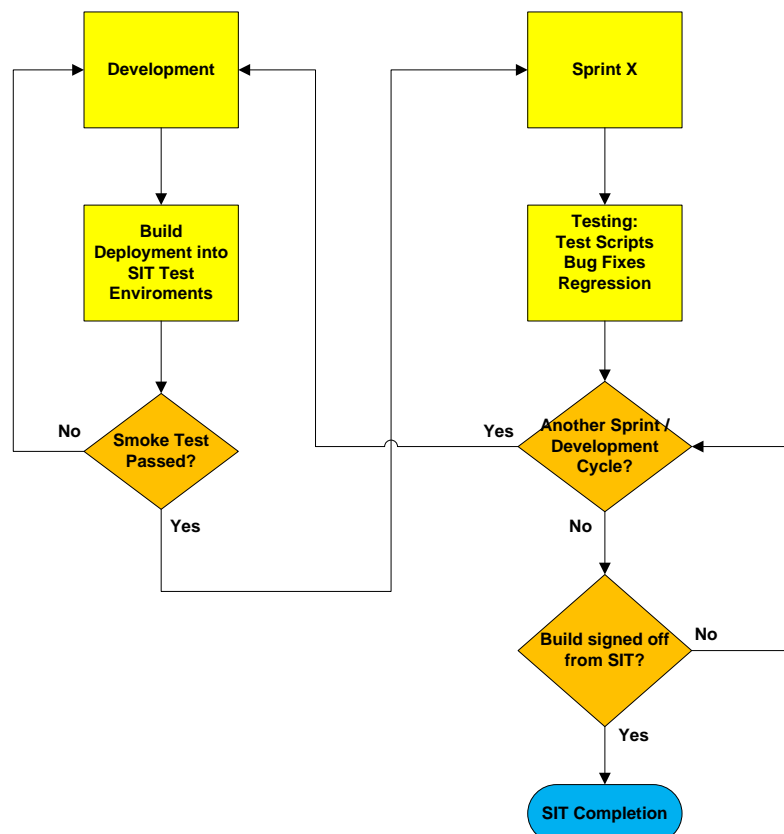 Development
Sprint X
Build
Deployment into
SIT Test
Enviroments
Testing:
Test Scripts
Bug Fixes
Regression
No
Smoke Test
Passed?
Yes
Yes
Another Sprint /
Development
Cycle?
No
Build signed off
from SIT?
No
Yes
SIT Completion